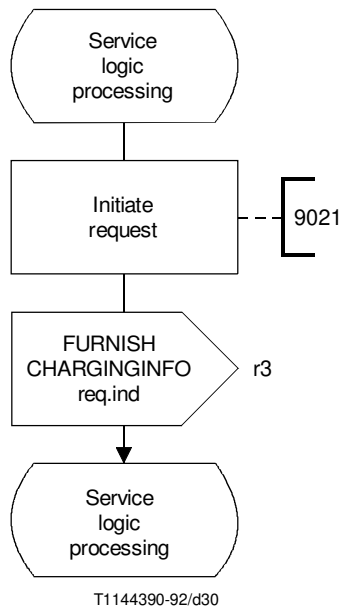 Service
logic
processing
Initiate
request
9021
FURNISH
CHARGINGINFO
req.ind
r3
Service
logic
processing
T1144390-92/d30